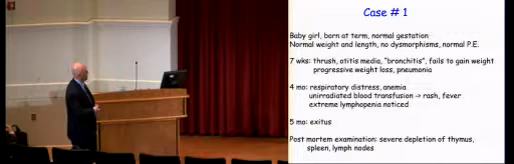 Case # 1
Baby girl, born at term, normal gestation
Normal weight and length, no dysmorphisms, normal P.E.
7 wks: thrush, otitis media, "bronchitis", fails to gain weight
progressive weight loss, pneumonia
4 mo: respiratory distress, anemia
unirradiated blood transfusion -> rash, fever
extreme lymphopenia noticed
5 mo: exitus
Post mortem examination: severe depletion of thymus,
spleen, lymph nodes